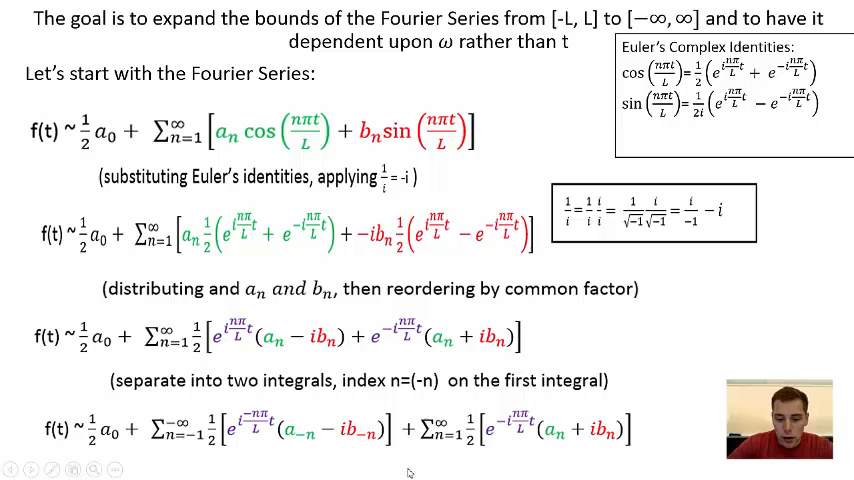 The goal is to expand the bounds of the Fourier Series from [-L, L] to [−∞, ∞] and to have it
dependent upon ω rather than t
Euler's Complex Identities:
cos(nπt/L)=1/2(e^{i nπ/L t} + e^{−i nπ/L t})
sin(nπt/L)=1/2i(e^{i nπ/L t} − e^{−i nπ/L t})
Let's start with the Fourier Series:
f(t) ~ 1/2 a₀ + ∑_{n=1}^{∞} [aₙ cos(nπt/L) + bₙ sin(nπt/L)]
(substituting Euler's identities, applying 1/i = -i )
1/i = 1/i i/i = 1/√−1 i/√−1 = i/−1 − i
f(t) ~ 1/2 a₀ + ∑_{n=1}^{∞} [aₙ 1/2(e^{i nπ/L t} + e^{−i nπ/L t}) + −ibₙ 1/2(e^{i nπ/L t} − e^{−i nπ/L t})]
(distributing and aₙ and bₙ, then reordering by common factor)
f(t) ~ 1/2 a₀ + ∑_{n=1}^{∞} 1/2 [e^{i nπ/L t}(aₙ − ibₙ) + e^{−i nπ/L t}(aₙ + ibₙ)]
(separate into two integrals, index n=(-n) on the first integral)
f(t) ~ 1/2 a₀ + ∑_{n=−1}^{−∞} 1/2 [e^{i −nπ/L t}(a₋ₙ − ib₋ₙ)] + ∑_{n=1}^{∞} 1/2 [e^{−i nπ/L t}(aₙ + ibₙ)]